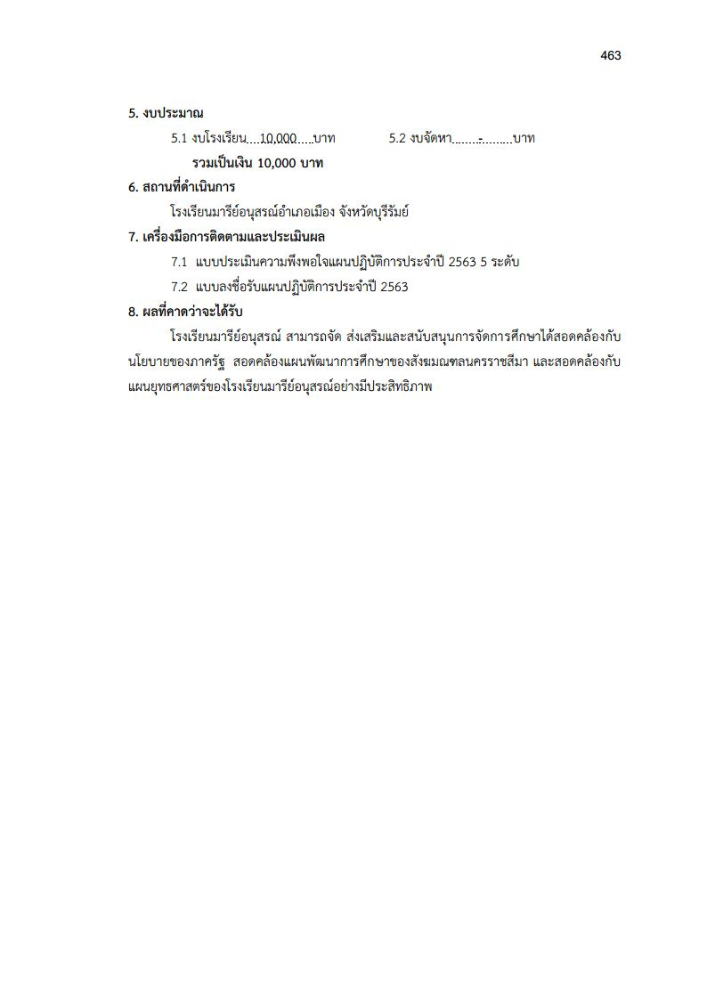 463
5. งบประมาณ
5.1 งบโรงเรียน.....10,000.....บาท 5.2 งบจัดหา........-.........บาท
รวมเป็นเงิน 10,000 บาท
6. สถานที่ดำเนินการ
โรงเรียนมารีย์อนุสรณ์อำเภอเมือง จังหวัดบุรีรัมย์
7. เครื่องมือการติดตามและประเมินผล
7.1 แบบประเมินความพึงพอใจแผนปฏิบัติการประจำปี 2563 5 ระดับ
7.2 แบบลงชื่อรับแผนปฏิบัติการประจำปี 2563
8. ผลที่คาดว่าจะได้รับ
โรงเรียนมารีย์อนุสรณ์ สามารถจัด ส่งเสริมและสนับสนุนการจัดการศึกษาได้สอดคล้องกับ
นโยบายของภาครัฐ สอดคล้องแผนพัฒนาการศึกษาของสังฆมณฑลนครราชสีมา และสอดคล้องกับ
แผนยุทธศาสตร์ของโรงเรียนมารีย์อนุสรณ์อย่างมีประสิทธิภาพ